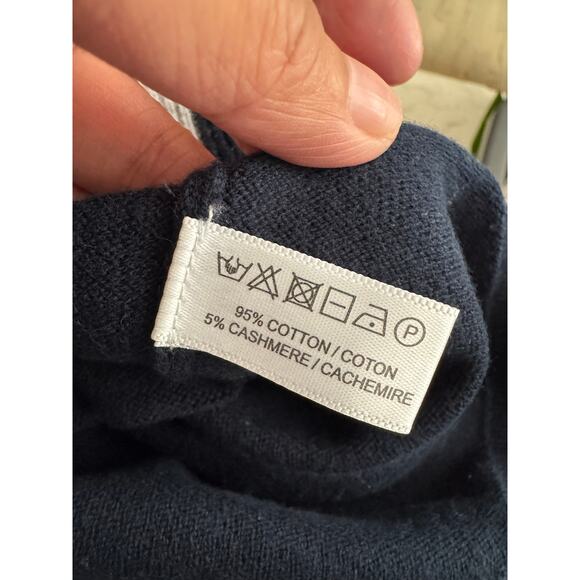 P
95% COTTON / COTON
5% CASHMERE / CACHEMIRE